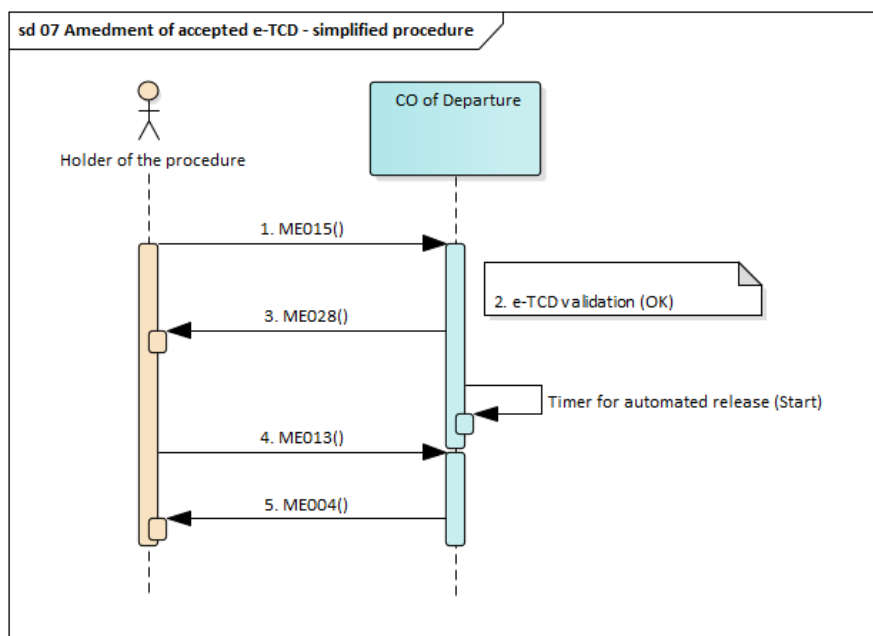 sd 07 Amedment of accepted e-TCD - simplified procedure
CO of Departure
Holder of the procedure
1. ME015()
2. e-TCD validation (OK)
3. ME028()
Timer for automated release (Start)
4. ME013()
5. ME004()